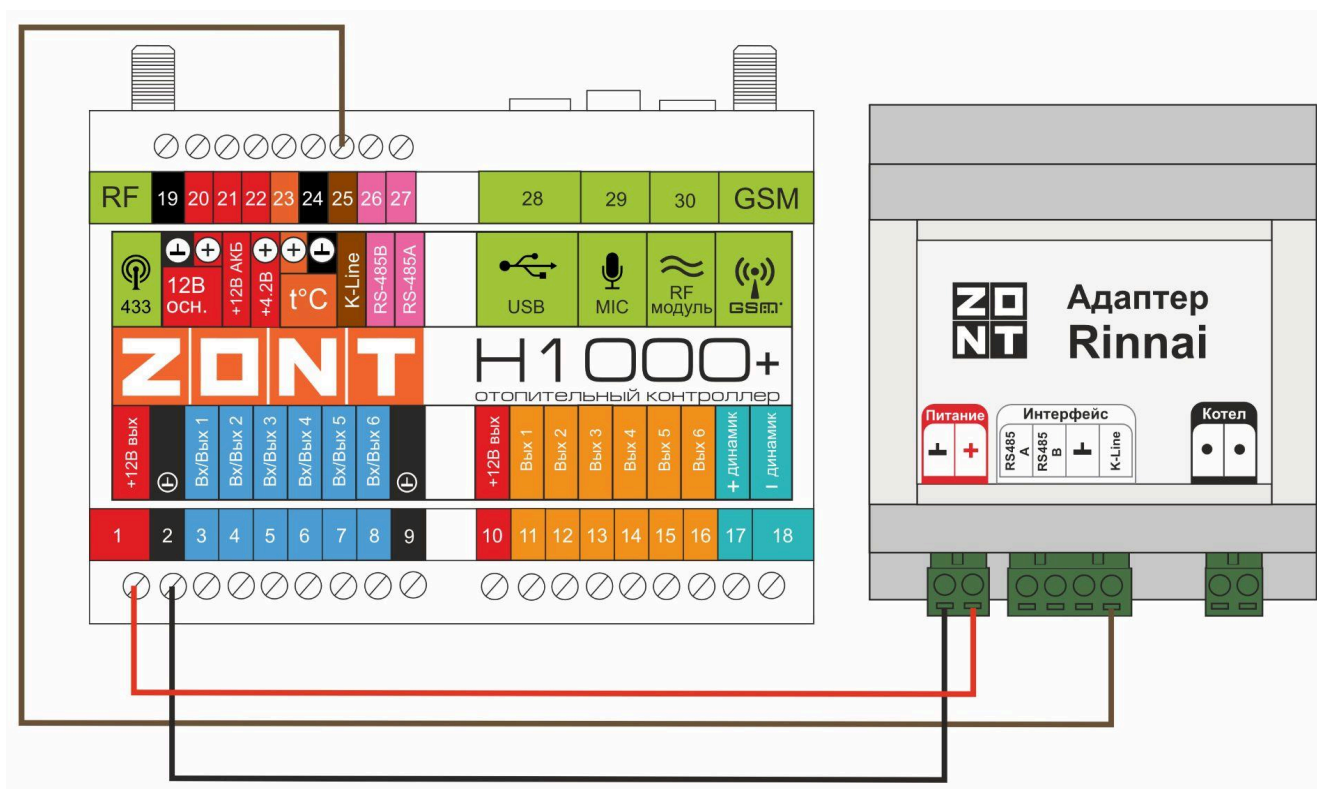 RF 19 20 21 22 23 24 25 26 27 28 29 30 GSM
433
12В
осн.
+12В АКБ
+4.2В
t°C
K-Line
RS-485B
RS-485A
USB
MIC
RF
модуль
GSM
ZONT
H1000+
отопительный контроллер
+12В вых
Вх/Вых 1
Вх/Вых 2
Вх/Вых 3
Вх/Вых 4
Вх/Вых 5
Вх/Вых 6
+12В вых
Вых 1
Вых 2
Вых 3
Вых 4
Вых 5
Вых 6
+ динамик
– динамик
1 2 3 4 5 6 7 8 9 10 11 12 13 14 15 16 17 18
ZO
NT
Адаптер
Rinnai
Питание
+
Интерфейс
RS485
A
RS485
B
K-Line
Котел